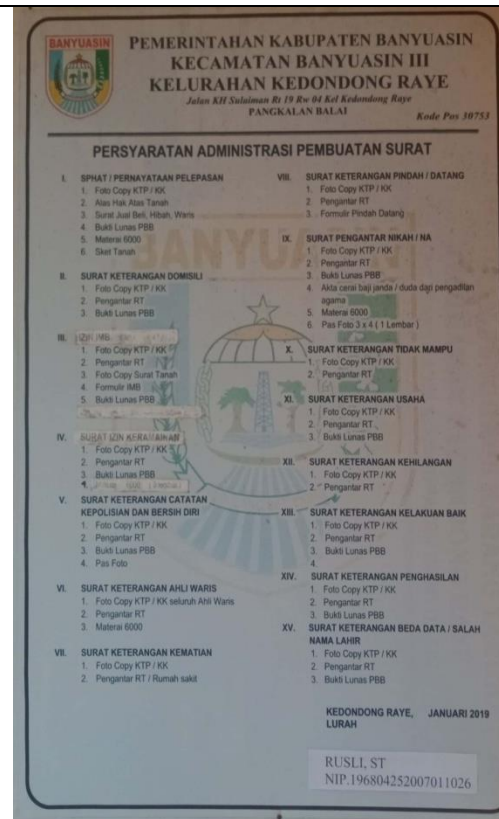 BANYUASIN
PEMERINTAHAN KABUPATEN BANYUASIN
KECAMATAN BANYUASIN III
KELURAHAN KEDONDONG RAYE
Jalan KH Sulaiman Rt 19 Rw 04 Kel Kedondong Raye
PANGKALAN BALAI
Kode Pos 30753
PERSYARATAN ADMINISTRASI PEMBUATAN SURAT
I. SPHAT / PERNAYATAAN PELEPASAN
1. Foto Copy KTP / KK
2. Alas Hak Atas Tanah
3. Surat Jual Beli, Hibah, Waris
4. Bukti Lunas PBB
5. Materai 6000
6. Sket Tanah
II. SURAT KETERANGAN DOMISILI
1. Foto Copy KTP / KK
2. Pengantar RT
3. Bukti Lunas PBB
III. IZIN IMB
1. Foto Copy KTP / KK
2. Pengantar RT
3. Foto Copy Surat Tanah
4. Formulir IMB
5. Bukti Lunas PBB
IV. SURAT IZIN KERAMAIAN
1. Foto Copy KTP / KK
2. Pengantar RT
3. Bukti Lunas PBB
4.
V. SURAT KETERANGAN CATATAN
KEPOLISIAN DAN BERSIH DIRI
1. Foto Copy KTP / KK
2. Pengantar RT
3. Bukti Lunas PBB
4. Pas Foto
VI. SURAT KETERANGAN AHLI WARIS
1. Foto Copy KTP / KK seluruh Ahli Waris
2. Pengantar RT
3. Materai 6000
VII. SURAT KETERANGAN KEMATIAN
1. Foto Copy KTP / KK
2. Pengantar RT / Rumah sakit
VIII. SURAT KETERANGAN PINDAH / DATANG
1. Foto Copy KTP / KK
2. Pengantar RT
3. Formulir Pindah Datang
IX. SURAT PENGANTAR NIKAH / NA
1. Foto Copy KTP / KK
2. Pengantar RT
3. Bukti Lunas PBB
4. Akta cerai bagi janda / duda dari pengadilan
agama
5. Materai 6000
6. Pas Foto 3 x 4 ( 1 Lembar )
X. SURAT KETERANGAN TIDAK MAMPU
1. Foto Copy KTP / KK
2. Pengantar RT
XI. SURAT KETERANGAN USAHA
1. Foto Copy KTP / KK
2. Pengantar RT
3. Bukti Lunas PBB
XII. SURAT KETERANGAN KEHILANGAN
1. Foto Copy KTP / KK
2. Pengantar RT
XIII. SURAT KETERANGAN KELAKUAN BAIK
1. Foto Copy KTP / KK
2. Pengantar RT
3. Bukti Lunas PBB
4.
XIV. SURAT KETERANGAN PENGHASILAN
1. Foto Copy KTP / KK
2. Pengantar RT
3. Bukti Lunas PBB
XV. SURAT KETERANGAN BEDA DATA / SALAH
NAMA LAHIR
1. Foto Copy KTP / KK
2. Pengantar RT
3. Bukti Lunas PBB
KEDONDONG RAYE, JANUARI 2019
LURAH
RUSLI, ST
NIP.196804252007011026